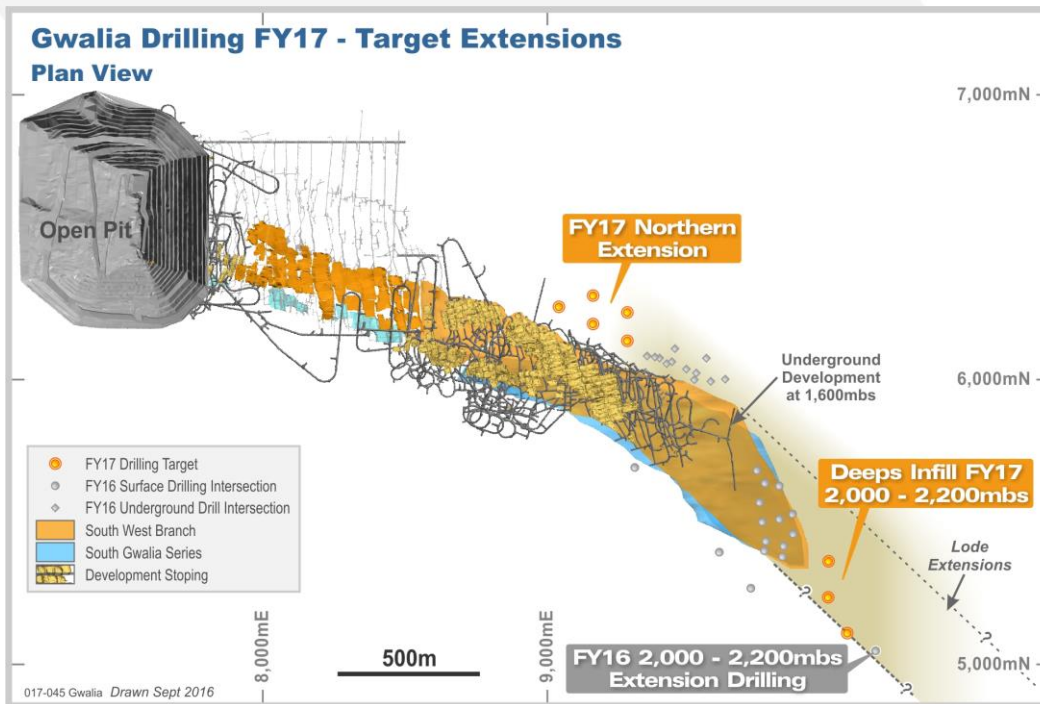 Gwalia Drilling FY17 - Target Extensions
Plan View
7,000mN
Open Pit
FY17 Northern
Extension
6,000mN
Underground
Development
at 1,600mbs
FY17 Drilling Target
FY16 Surface Drilling Intersection
FY16 Underground Drill Intersection
South West Branch
South Gwalia Series
Development Stoping
Deeps Infill FY17
2,000 - 2,200mbs
Lode
Extensions
?
?
?
8,000mE
9,000mE
500m
FY16 2,000 - 2,200mbs
Extension Drilling
5,000mN
017-045 Gwalia Drawn Sept 2016